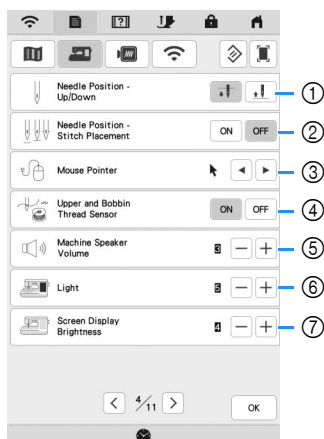 Needle Position -
Up/Down
①
Needle Position -
Stitch Placement
ON OFF
②
Mouse Pointer
③
Upper and Bobbin
Thread Sensor
ON OFF
④
Machine Speaker
Volume
3 − +
⑤
Light
5 − +
⑥
Screen Display
Brightness
4 − +
⑦
< 4/11 >
OK